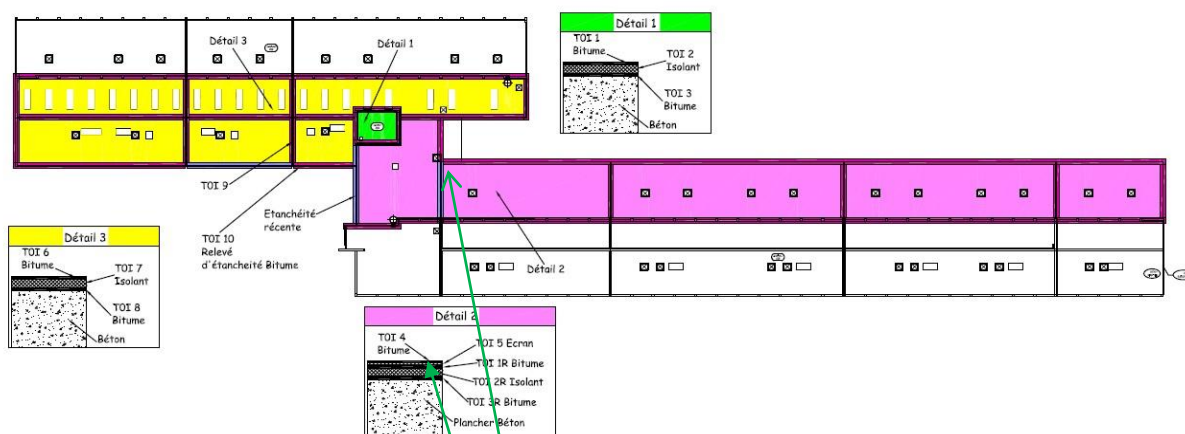 Détail 1
TOI 1
Bitume
TOI 2
Isolant
TOI 3
Bitume
Béton
Détail 3
Détail 1
TOI 9
TOI 10
Relevé
d'étancheité Bitume
Etanchéité
récente
Détail 2
Détail 3
TOI 6
Bitume
TOI 7
Isolant
TOI 8
Bitume
Béton
Détail 2
TOI 4
Bitume
TOI 5 Ecran
TOI 1R Bitume
TOI 2R Isolant
TOI 3R Bitume
Plancher Béton